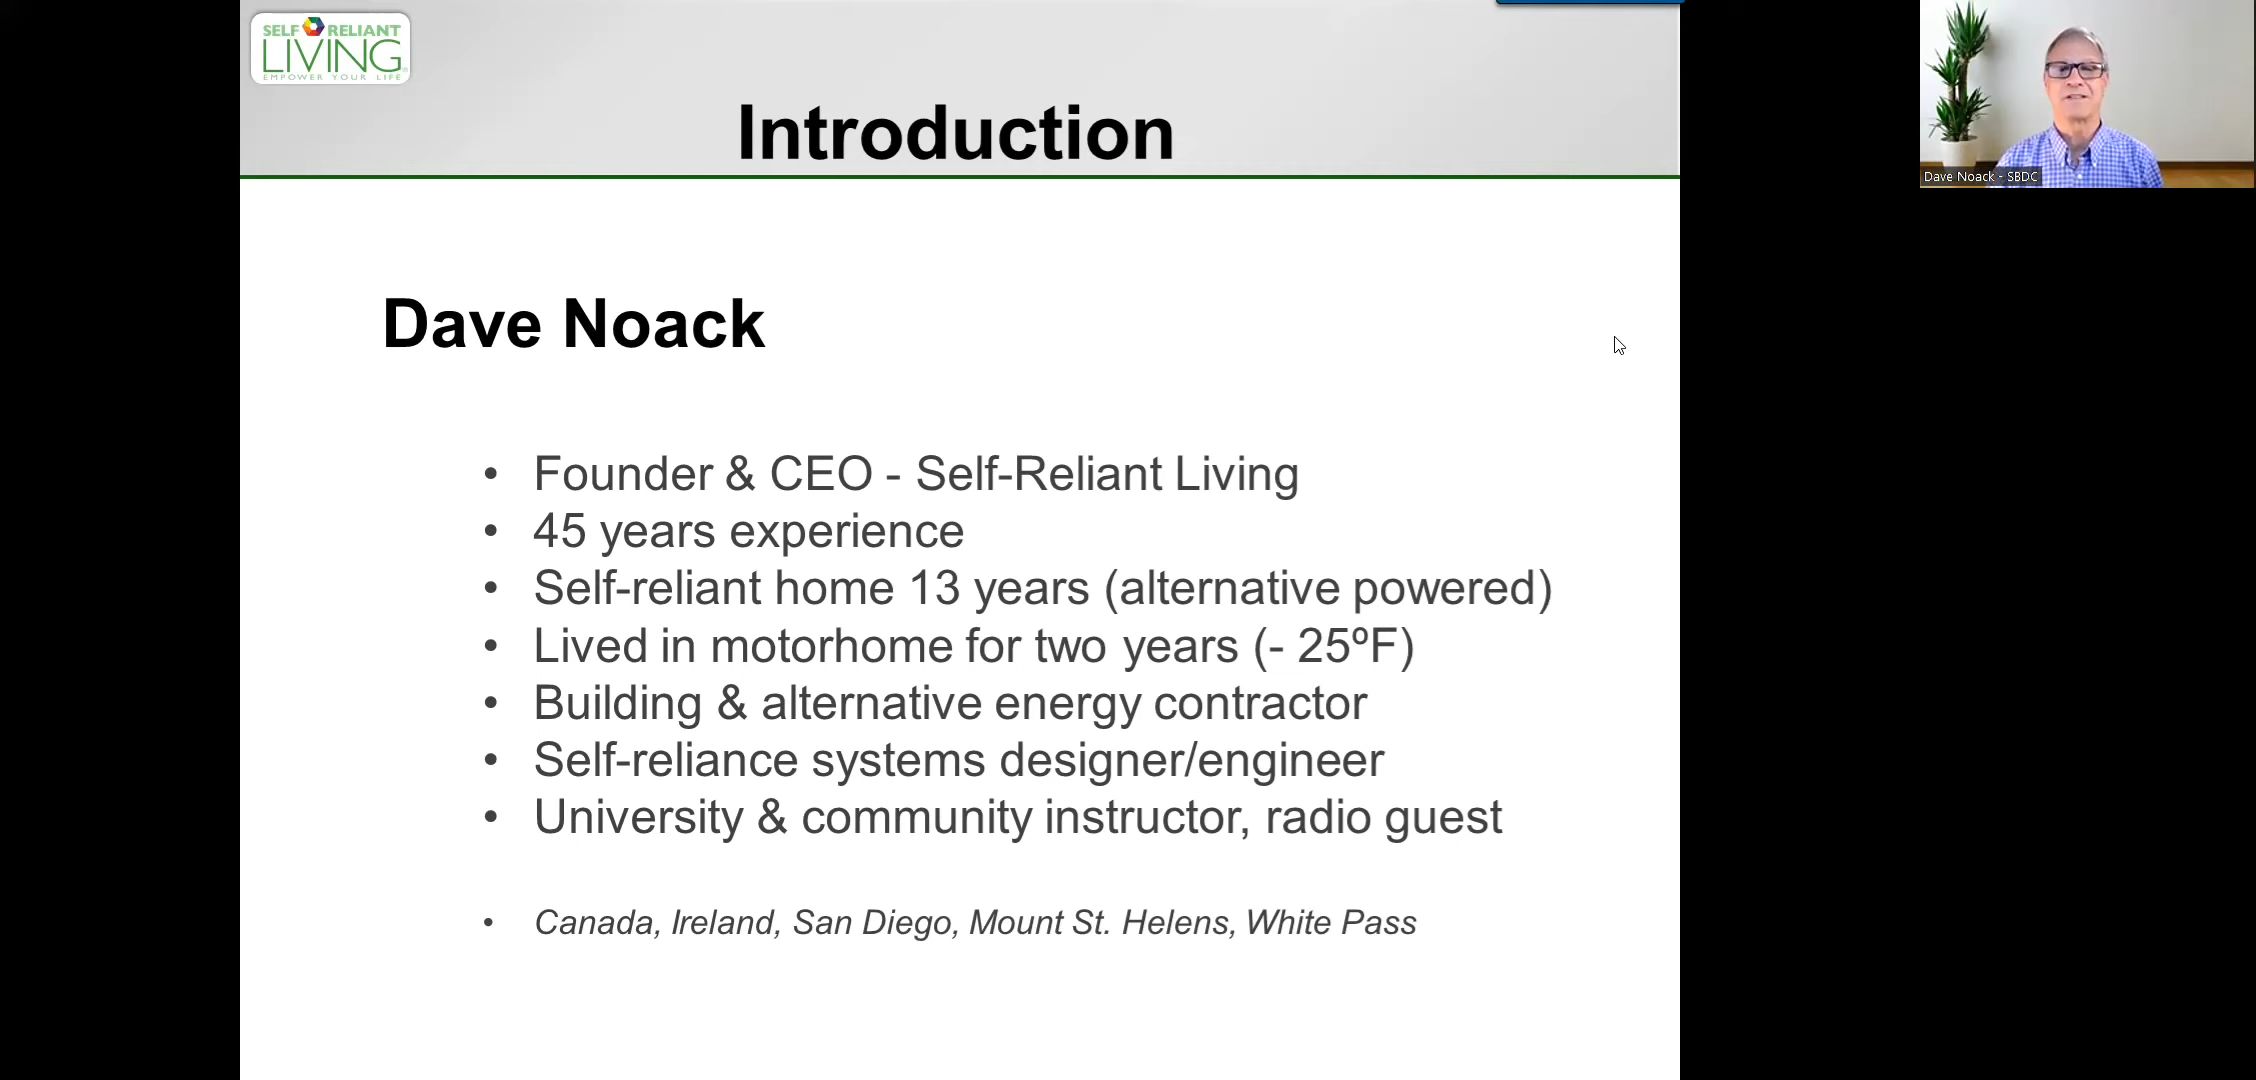 SELF RELIANT
LIVING
EMPOWER YOUR LIFE
Introduction
Dave Noack - SBDC
Dave Noack
• Founder & CEO - Self-Reliant Living
• 45 years experience
• Self-reliant home 13 years (alternative powered)
• Lived in motorhome for two years (- 25ºF)
• Building & alternative energy contractor
• Self-reliance systems designer/engineer
• University & community instructor, radio guest
• Canada, Ireland, San Diego, Mount St. Helens, White Pass